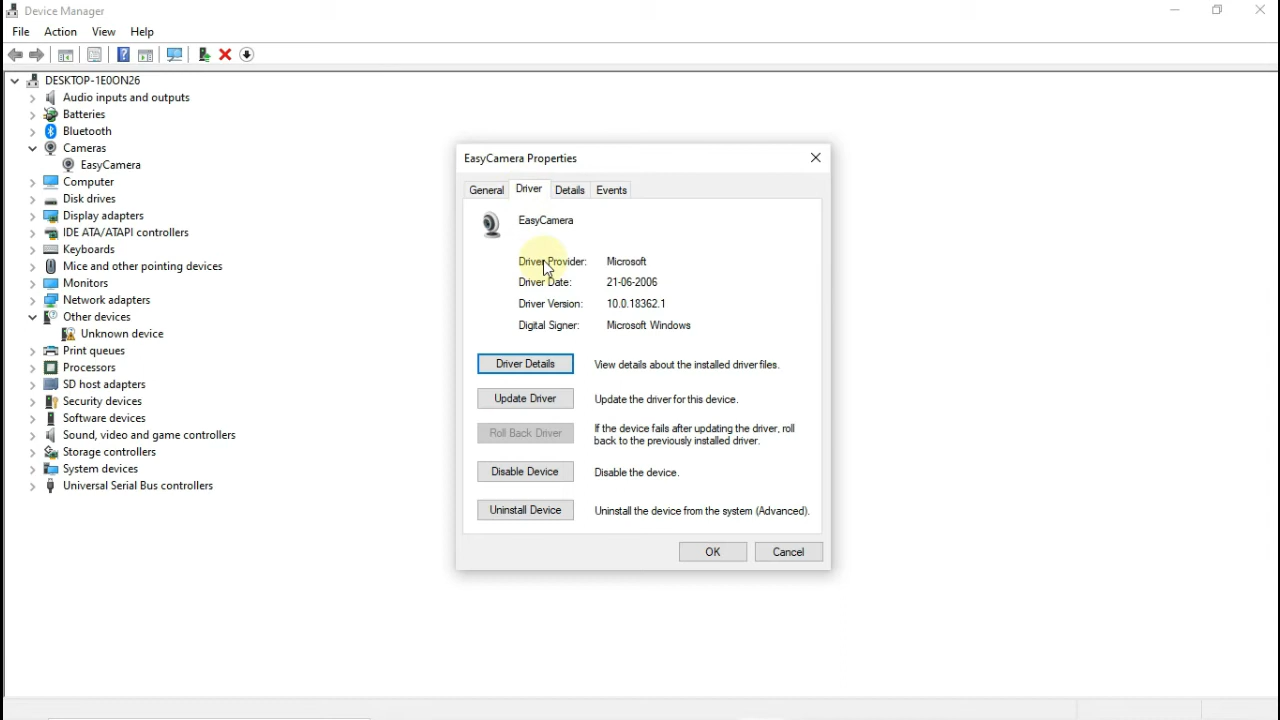 Device Manager
File Action View Help
DESKTOP-1E0ON26
Audio inputs and outputs
Batteries
Bluetooth
Cameras
EasyCamera
Computer
Disk drives
Display adapters
IDE ATA/ATAPI controllers
Keyboards
Mice and other pointing devices
Monitors
Network adapters
Other devices
Unknown device
Print queues
Processors
SD host adapters
Security devices
Software devices
Sound, video and game controllers
Storage controllers
System devices
Universal Serial Bus controllers
EasyCamera Properties
General Driver Details Events
EasyCamera
Driver Provider: Microsoft
Driver Date: 21-06-2006
Driver Version: 10.0.18362.1
Digital Signer: Microsoft Windows
Driver Details View details about the installed driver files.
Update Driver Update the driver for this device.
Roll Back Driver If the device fails after updating the driver, roll
back to the previously installed driver.
Disable Device Disable the device.
Uninstall Device Uninstall the device from the system (Advanced).
OK Cancel